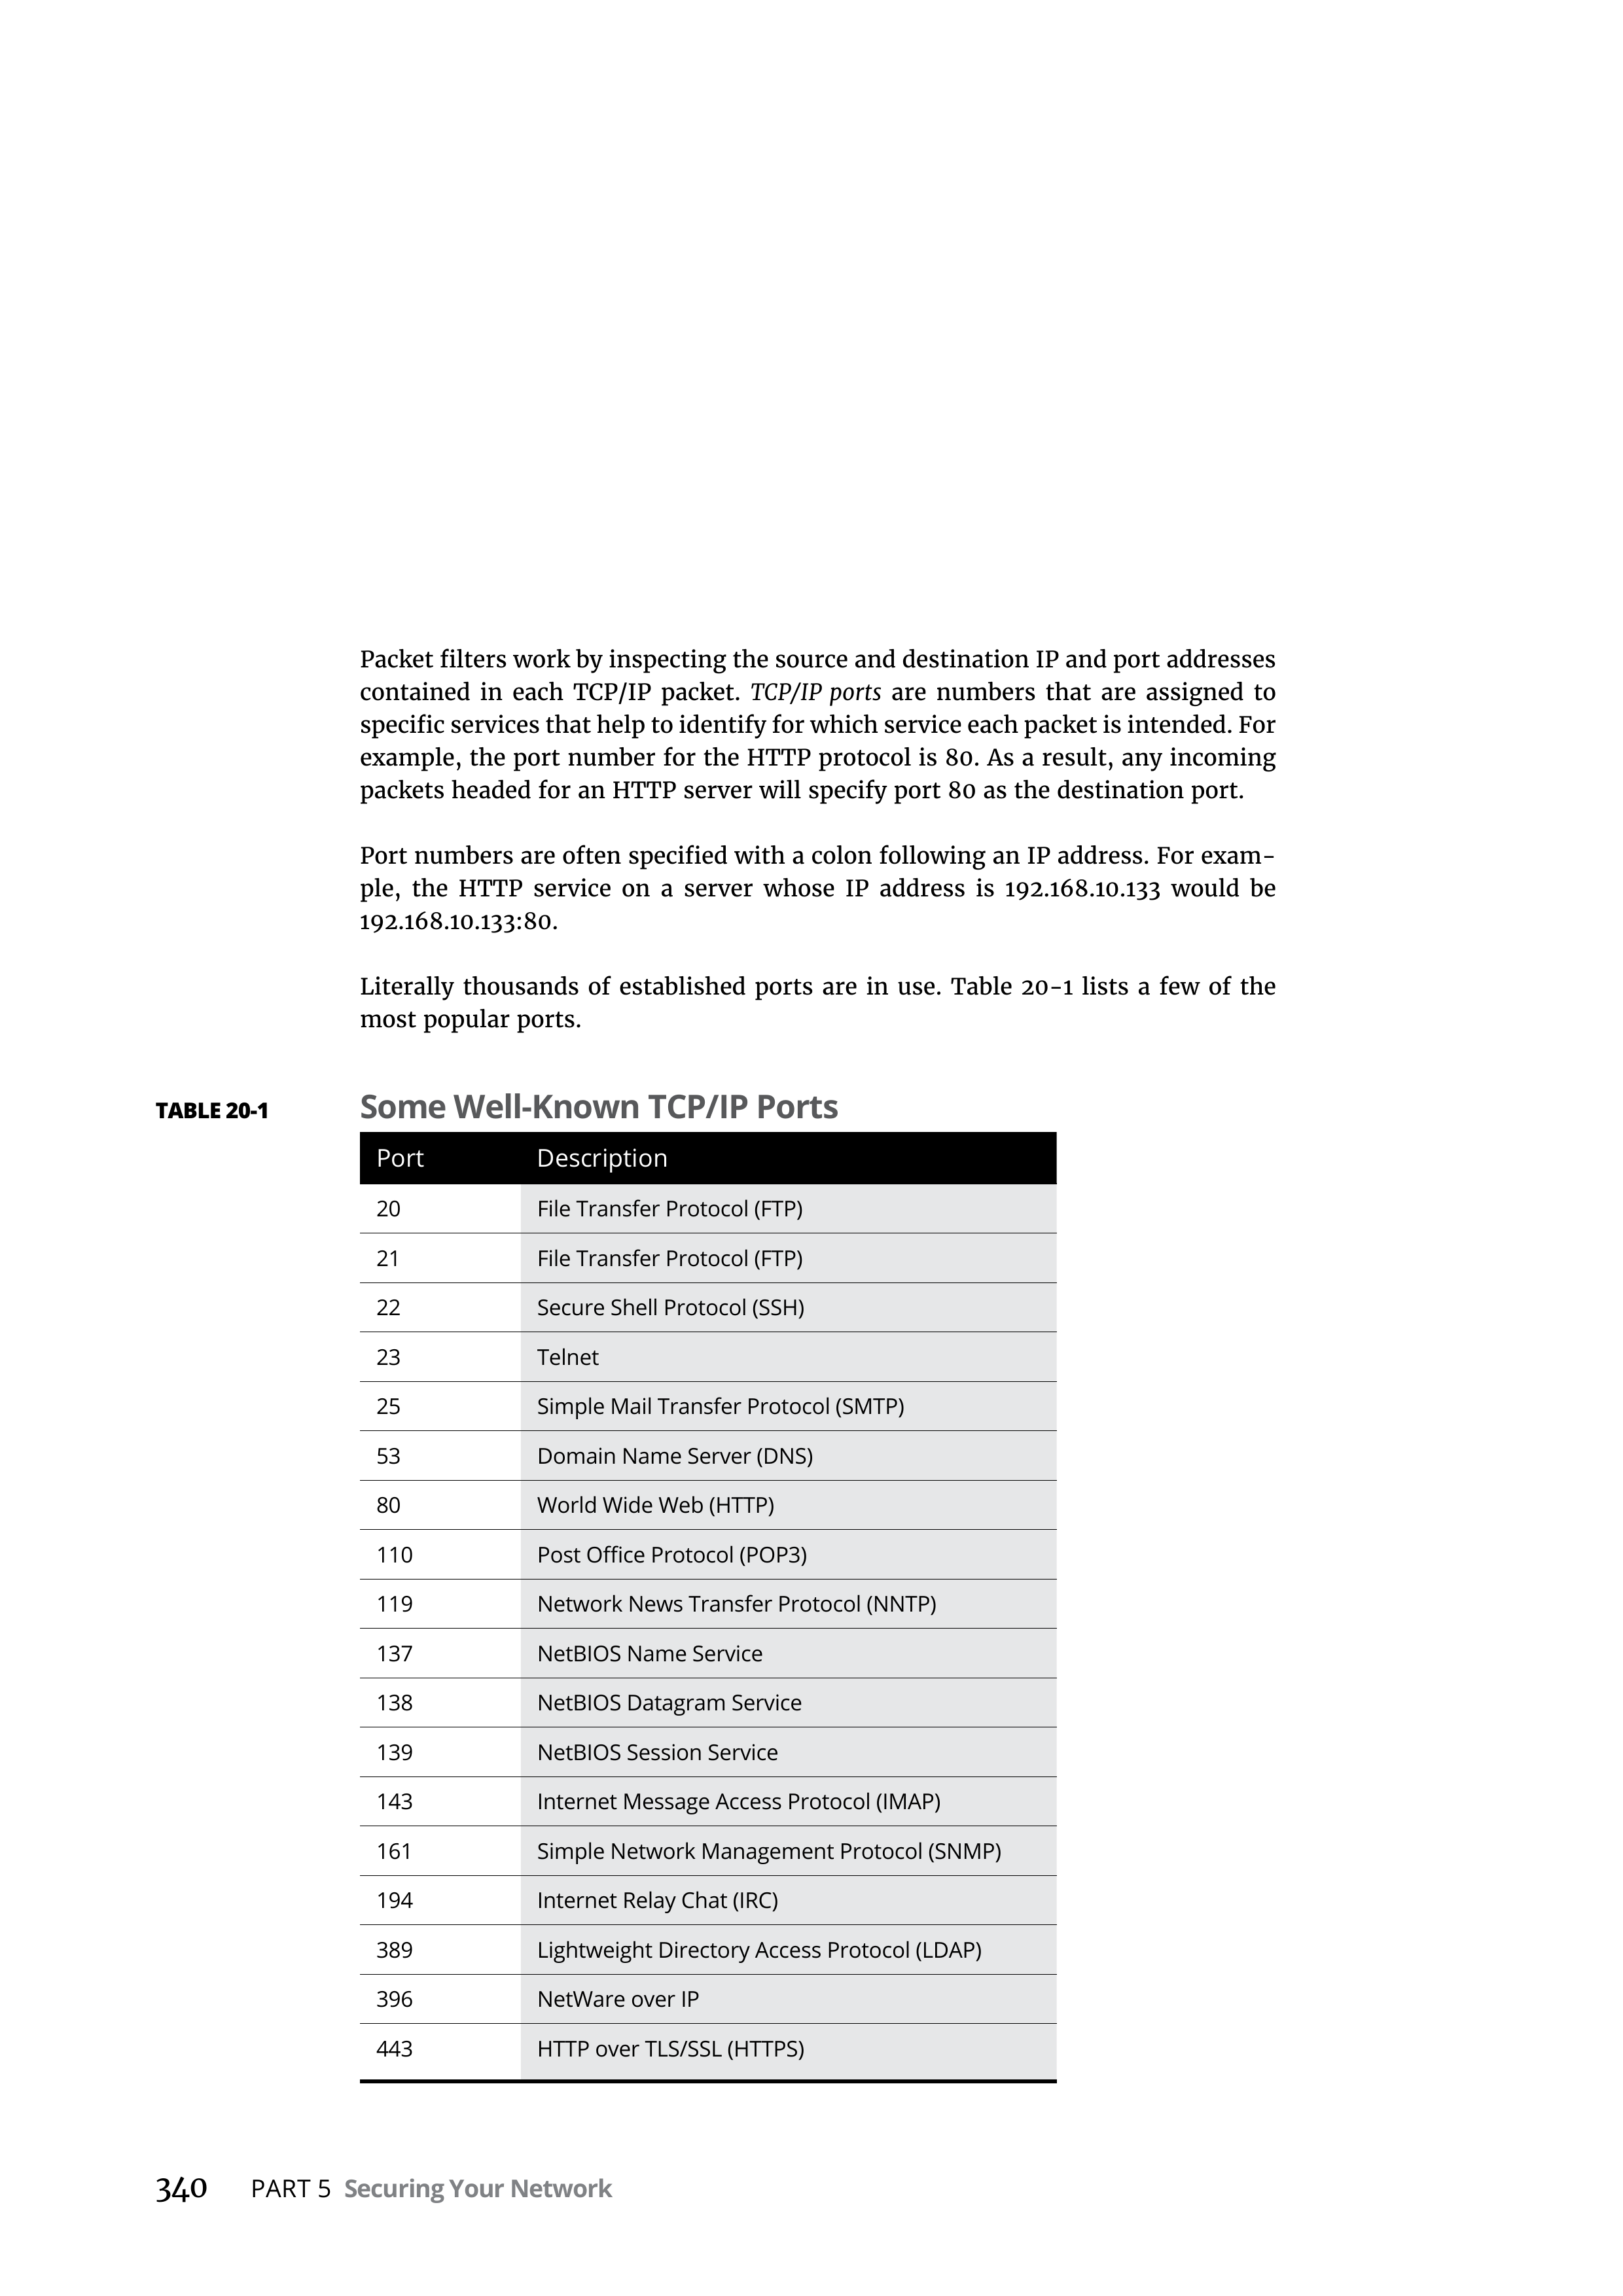 Packet filters work by inspecting the source and destination IP and port addresses
contained in each TCP/IP packet. TCP/IP ports are numbers that are assigned to
specific services that help to identify for which service each packet is intended. For
example, the port number for the HTTP protocol is 80. As a result, any incoming
packets headed for an HTTP server will specify port 80 as the destination port.
Port numbers are often specified with a colon following an IP address. For exam-
ple, the HTTP service on a server whose IP address is 192.168.10.133 would be
192.168.10.133:80.
Literally thousands of established ports are in use. Table 20-1 lists a few of the
most popular ports.
TABLE 20-1 Some Well-Known TCP/IP Ports
Port Description
20 File Transfer Protocol (FTP)
21 File Transfer Protocol (FTP)
22 Secure Shell Protocol (SSH)
23 Telnet
25 Simple Mail Transfer Protocol (SMTP)
53 Domain Name Server (DNS)
80 World Wide Web (HTTP)
110 Post Office Protocol (POP3)
119 Network News Transfer Protocol (NNTP)
137 NetBIOS Name Service
138 NetBIOS Datagram Service
139 NetBIOS Session Service
143 Internet Message Access Protocol (IMAP)
161 Simple Network Management Protocol (SNMP)
194 Internet Relay Chat (IRC)
389 Lightweight Directory Access Protocol (LDAP)
396 NetWare over IP
443 HTTP over TLS/SSL (HTTPS)
340 PART 5 Securing Your Network